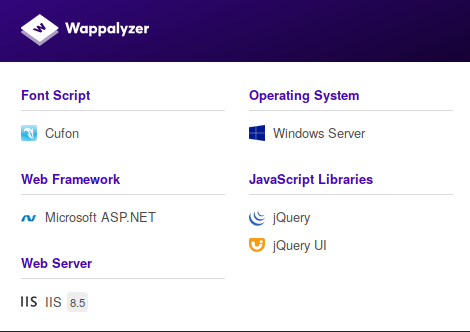 Wappalyzer
Font Script
Cufon
Web Framework
Microsoft ASP.NET
Web Server
IIS IIS 8.5
Operating System
Windows Server
JavaScript Libraries
jQuery
jQuery UI